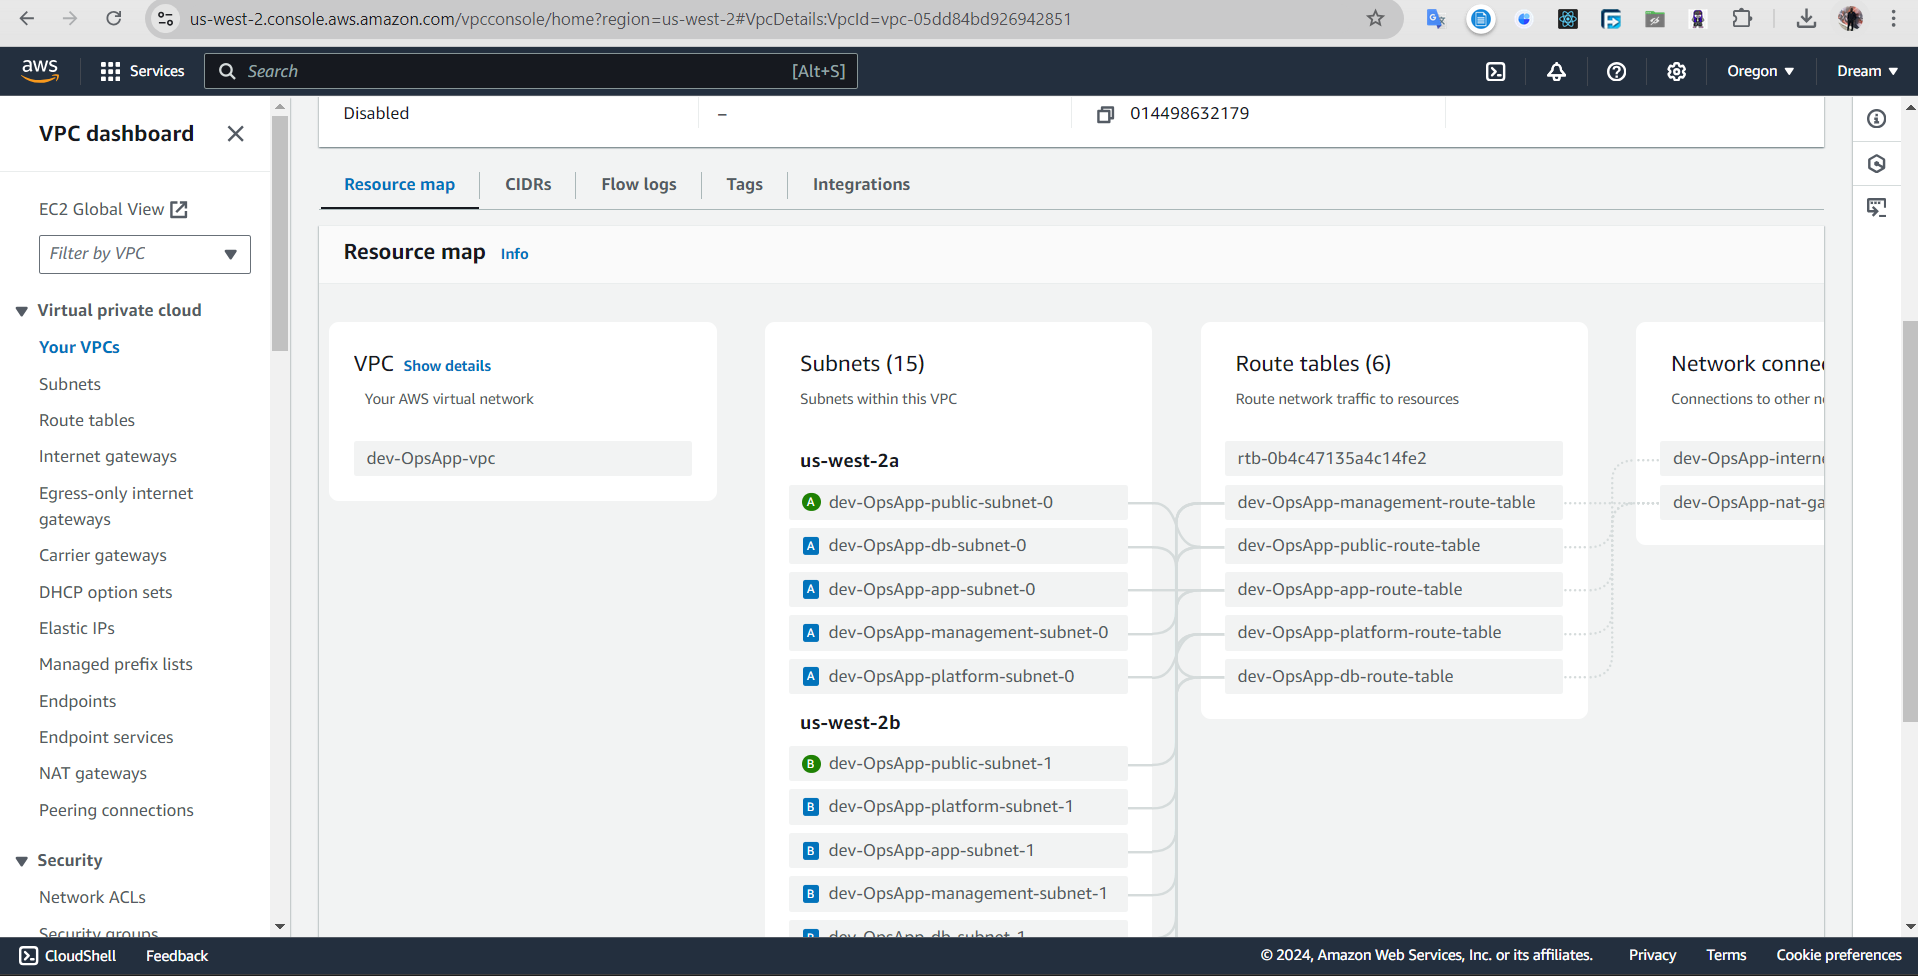 us-west-2.console.aws.amazon.com/vpcconsole/home?region=us-west-2#VpcDetails:VpcId=vpc-05dd84bd926942851
aws
Services
Search
[Alt+S]
Oregon
Dream
VPC dashboard
EC2 Global View
Filter by VPC
Virtual private cloud
Your VPCs
Subnets
Route tables
Internet gateways
Egress-only internet
gateways
Carrier gateways
DHCP option sets
Elastic IPs
Managed prefix lists
Endpoints
Endpoint services
NAT gateways
Peering connections
Security
Network ACLs
Security groups
Disabled
–
014498632179
Resource map
CIDRs
Flow logs
Tags
Integrations
Resource map Info
VPC Show details
Your AWS virtual network
dev-OpsApp-vpc
Subnets (15)
Subnets within this VPC
us-west-2a
A dev-OpsApp-public-subnet-0
A dev-OpsApp-db-subnet-0
A dev-OpsApp-app-subnet-0
A dev-OpsApp-management-subnet-0
A dev-OpsApp-platform-subnet-0
us-west-2b
B dev-OpsApp-public-subnet-1
B dev-OpsApp-platform-subnet-1
B dev-OpsApp-app-subnet-1
B dev-OpsApp-management-subnet-1
B dev-OpsApp-db-subnet-1
Route tables (6)
Route network traffic to resources
rtb-0b4c47135a4c14fe2
dev-OpsApp-management-route-table
dev-OpsApp-public-route-table
dev-OpsApp-app-route-table
dev-OpsApp-platform-route-table
dev-OpsApp-db-route-table
Network conne
Connections to other n
dev-OpsApp-intern
dev-OpsApp-nat-ga
CloudShell
Feedback
© 2024, Amazon Web Services, Inc. or its affiliates.
Privacy
Terms
Cookie preferences